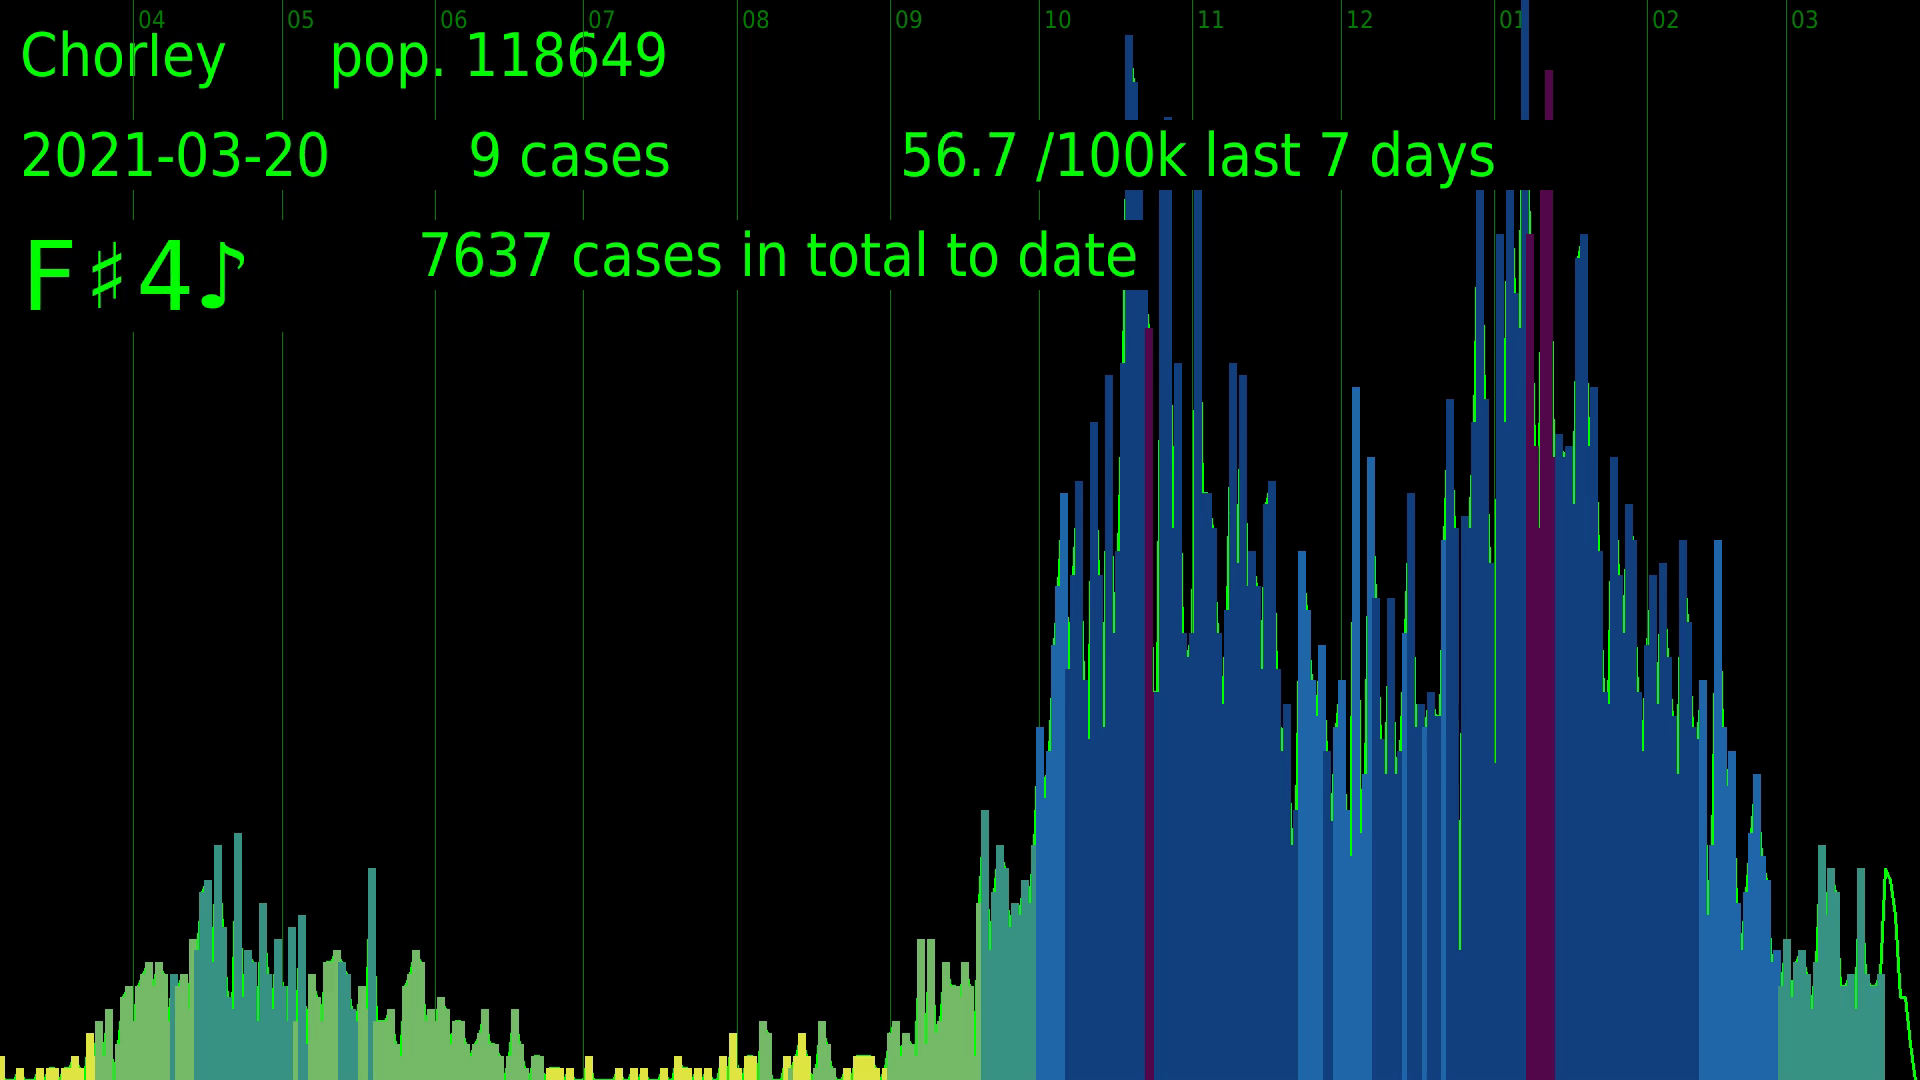 04 05 06 07 08 09 10 11 12 01 02 03
Chorley pop. 118649
2021-03-20 9 cases 56.7 /100k last 7 days
F♯4♪ 7637 cases in total to date